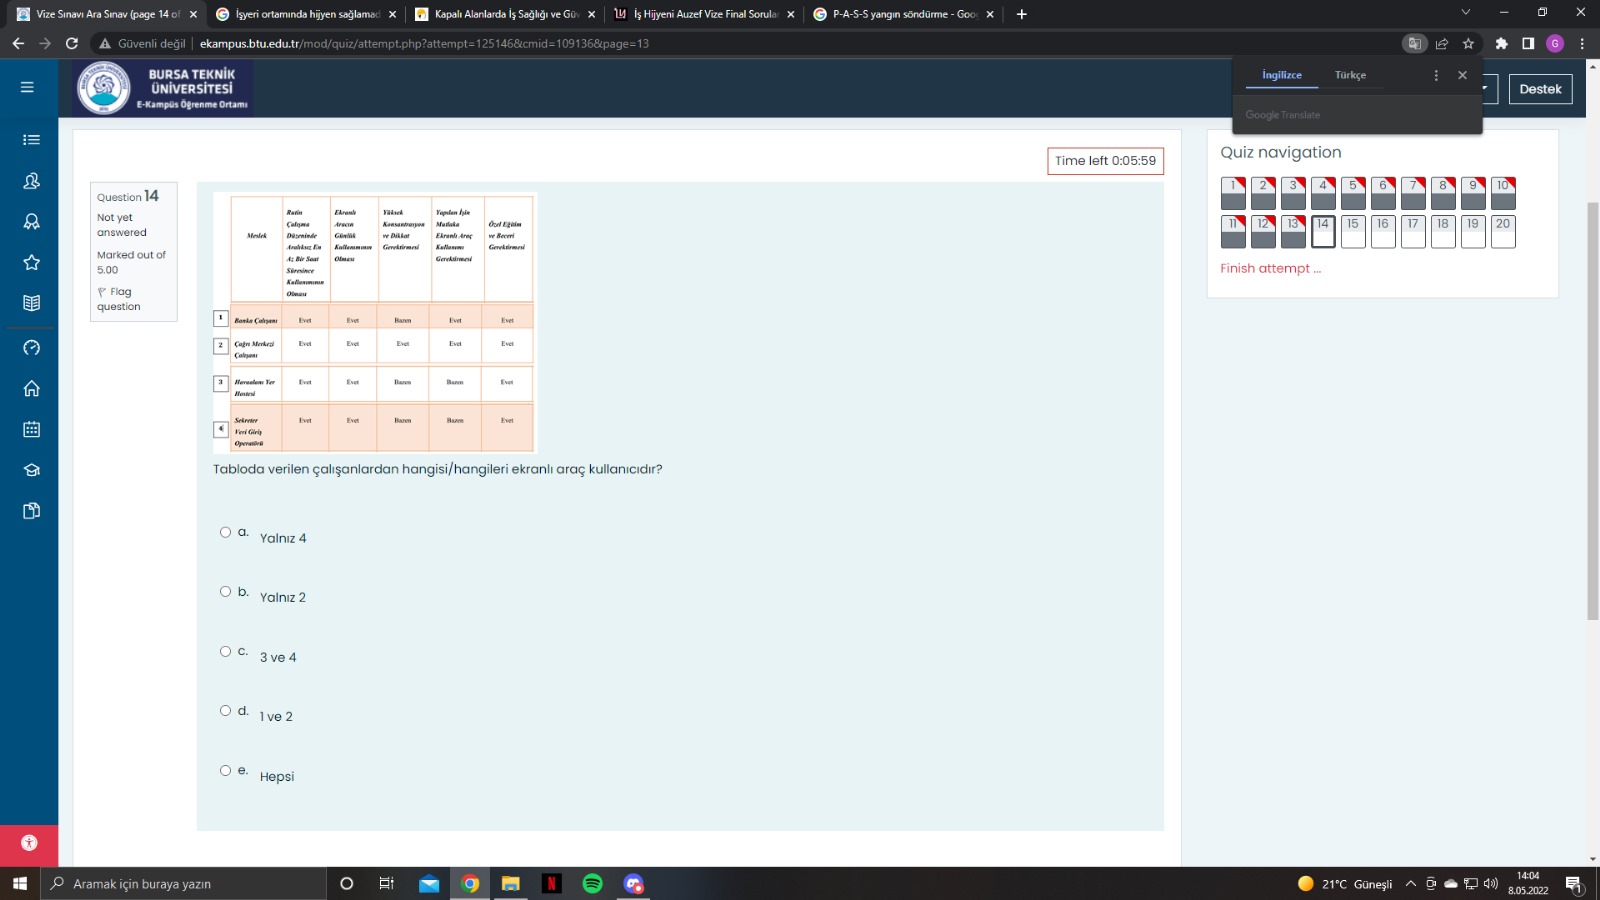 Vize Sınavı Ara Sınav (page 14 of
İşyeri ortamında hijyen sağlamad
Kapalı Alanlarda İş Sağlığı ve Güv
İş Hijyeni Auzef Vize Final Sorular
P-A-S-S yangın söndürme - Goo
Güvenli değil
ekampus.btu.edu.tr/mod/quiz/attempt.php?attempt=125146&cmid=109136&page=13
G
BURSA TEKNİK
ÜNİVERSİTESİ
E-Kampüs Öğrenme Ortamı
İngilizce
Türkçe
Google Translate
Destek
Time left 0:05:59
Question 14
Not yet
answered
Marked out of
5.00
Flag
question
Meslek
Rutin
Çalışma
Düzeninde
Aralıksız En
Az Bir Saat
Süresince
Kullanımının
Olması
Ekranlı
Aracın
Günlük
Kullanımının
Olması
Yüksek
Konsantrasyon
ve Dikkat
Gerektirmesi
Yapılan İşin
Mutlaka
Ekranlı Araç
Kullanımı
Gerektirmesi
Özel Eğitim
ve Beceri
Gerektirmesi
1 Banka Çalışanı Evet Evet Bazen Evet Evet
2 Çağrı Merkezi
Çalışanı Evet Evet Evet Evet Evet
3 Havaalanı Yer
Hostesi Evet Evet Bazen Bazen Evet
4 Sekreter
Veri Giriş
Operatörü Evet Evet Bazen Bazen Evet
Tabloda verilen çalışanlardan hangisi/hangileri ekranlı araç kullanıcıdır?
a. Yalnız 4
b. Yalnız 2
c. 3 ve 4
d. 1 ve 2
e. Hepsi
Quiz navigation
1 2 3 4 5 6 7 8 9 10
11 12 13 14 15 16 17 18 19 20
Finish attempt ...
Aramak için buraya yazın
N
21°C Güneşli
14:04
8.05.2022
1